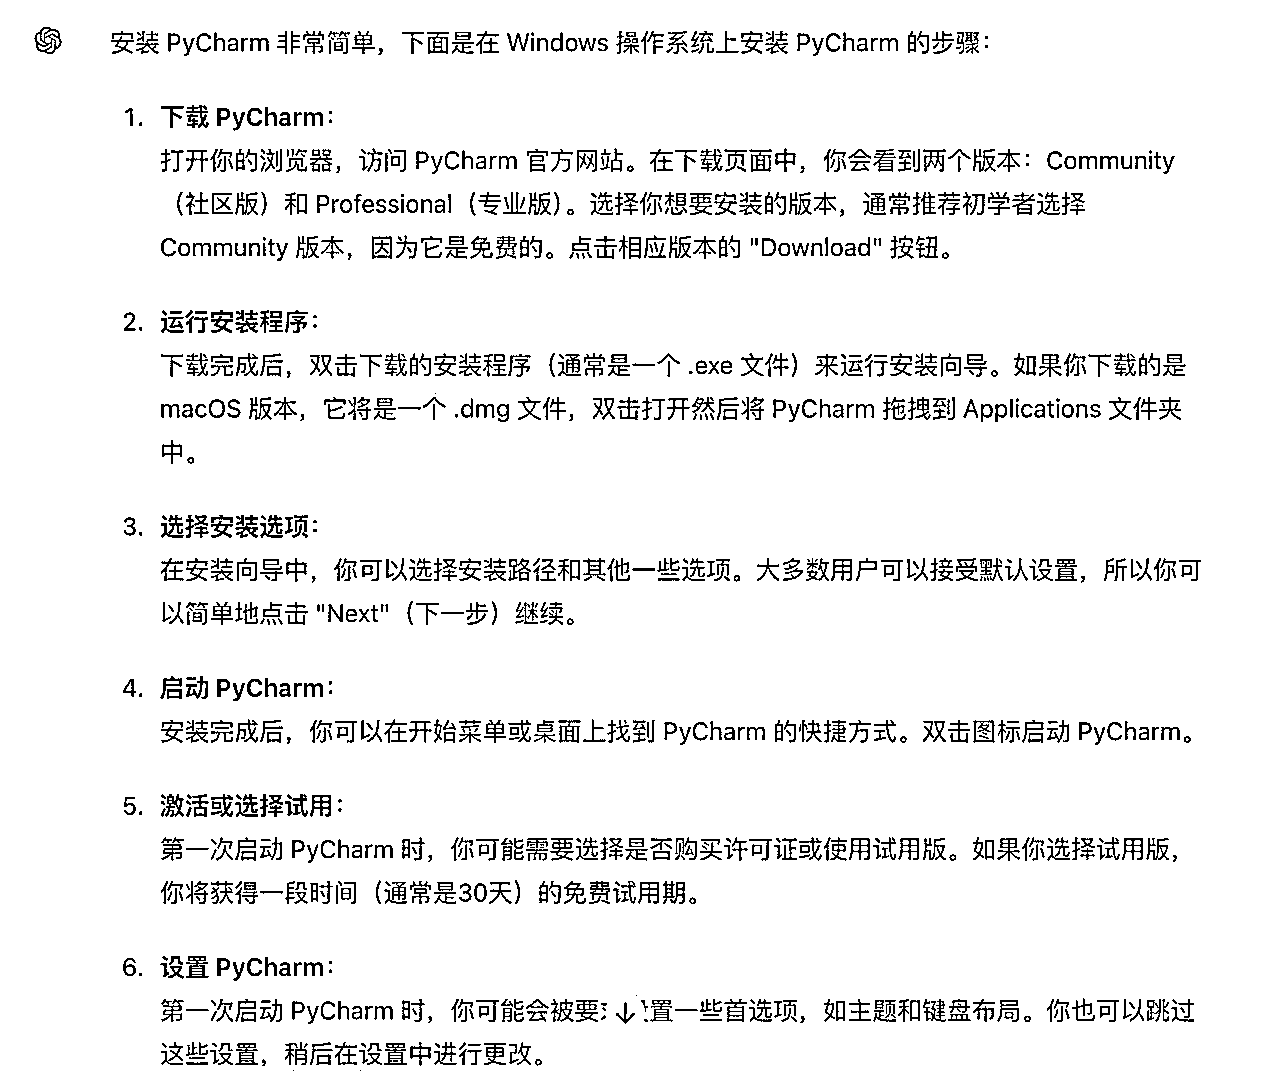 安装 PyCharm 非常简单，下面是在 Windows 操作系统上安装 PyCharm 的步骤：
1. 下载 PyCharm：
打开你的浏览器，访问 PyCharm 官方网站。在下载页面中，你会看到两个版本：Community
（社区版）和 Professional（专业版）。选择你想要安装的版本，通常推荐初学者选择
Community 版本，因为它是免费的。点击相应版本的 "Download" 按钮。
2. 运行安装程序：
下载完成后，双击下载的安装程序（通常是一个 .exe 文件）来运行安装向导。如果你下载的是
macOS 版本，它将是一个 .dmg 文件，双击打开然后将 PyCharm 拖拽到 Applications 文件夹
中。
3. 选择安装选项：
在安装向导中，你可以选择安装路径和其他一些选项。大多数用户可以接受默认设置，所以你可
以简单地点击 "Next"（下一步）继续。
4. 启动 PyCharm：
安装完成后，你可以在开始菜单或桌面上找到 PyCharm 的快捷方式。双击图标启动 PyCharm。
5. 激活或选择试用：
第一次启动 PyCharm 时，你可能需要选择是否购买许可证或使用试用版。如果你选择试用版，
你将获得一段时间（通常是30天）的免费试用期。
6. 设置 PyCharm：
第一次启动 PyCharm 时，你可能会被要 置一些首选项，如主题和键盘布局。你也可以跳过
这些设置，稍后在设置中进行更改。